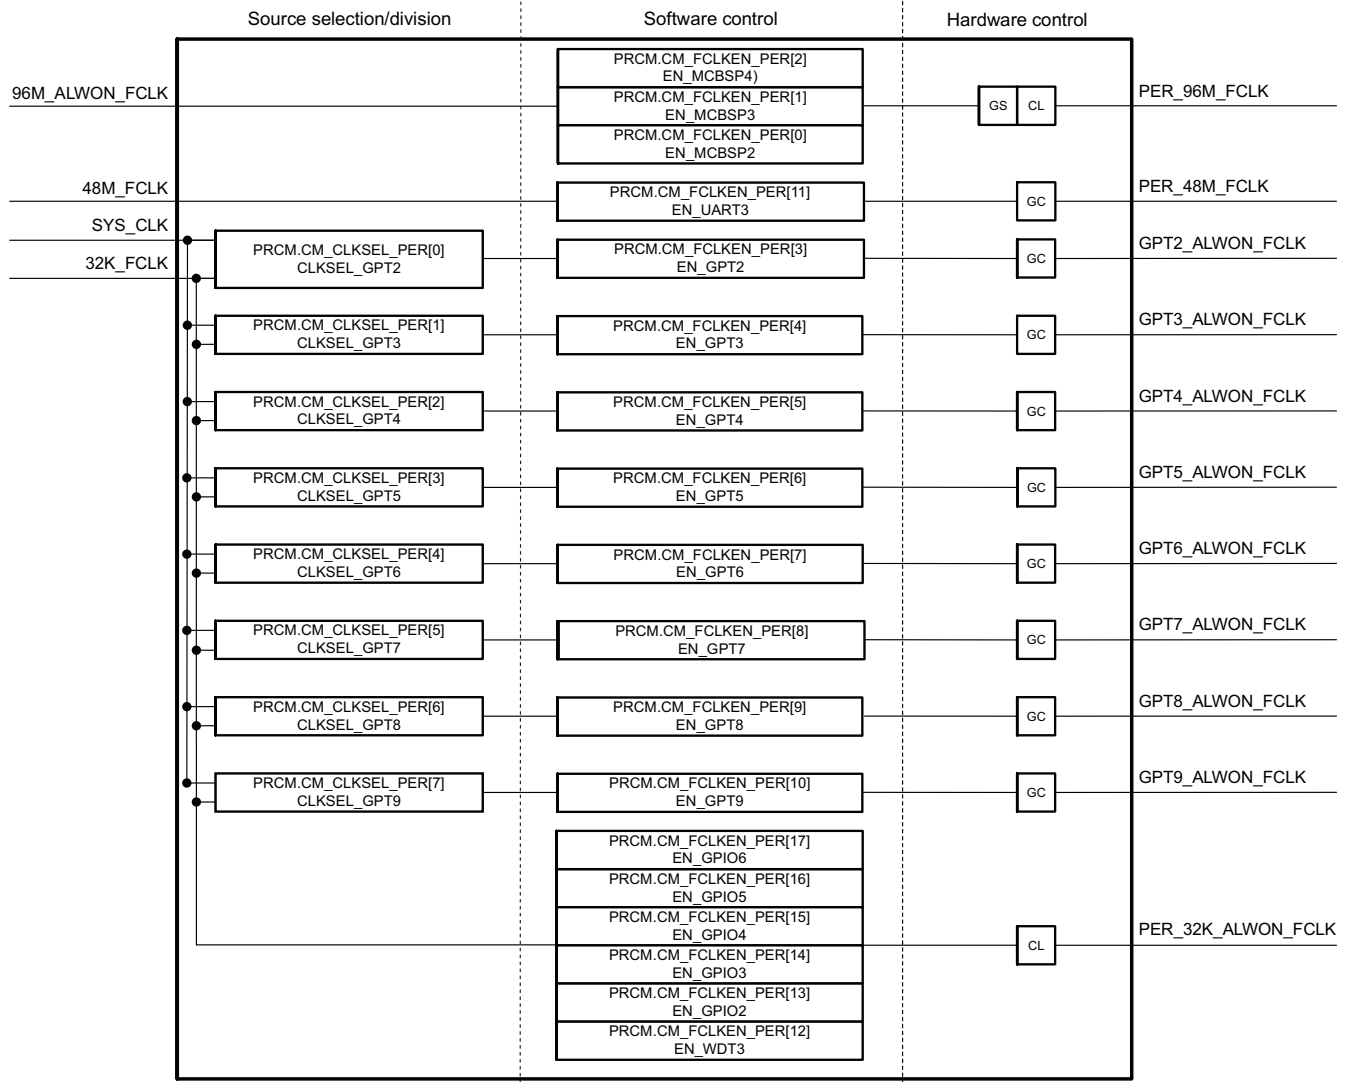 Source selection/division
Software control
Hardware control
PRCM.CM_FCLKEN_PER[2]
EN_MCBSP4)
96M_ALWON_FCLK
PRCM.CM_FCLKEN_PER[1]
EN_MCBSP3
GS
CL
PER_96M_FCLK
PRCM.CM_FCLKEN_PER[0]
EN_MCBSP2
48M_FCLK
PRCM.CM_FCLKEN_PER[11]
EN_UART3
GC
PER_48M_FCLK
SYS_CLK
32K_FCLK
PRCM.CM_CLKSEL_PER[0]
CLKSEL_GPT2
PRCM.CM_FCLKEN_PER[3]
EN_GPT2
GC
GPT2_ALWON_FCLK
PRCM.CM_CLKSEL_PER[1]
CLKSEL_GPT3
PRCM.CM_FCLKEN_PER[4]
EN_GPT3
GC
GPT3_ALWON_FCLK
PRCM.CM_CLKSEL_PER[2]
CLKSEL_GPT4
PRCM.CM_FCLKEN_PER[5]
EN_GPT4
GC
GPT4_ALWON_FCLK
PRCM.CM_CLKSEL_PER[3]
CLKSEL_GPT5
PRCM.CM_FCLKEN_PER[6]
EN_GPT5
GC
GPT5_ALWON_FCLK
PRCM.CM_CLKSEL_PER[4]
CLKSEL_GPT6
PRCM.CM_FCLKEN_PER[7]
EN_GPT6
GC
GPT6_ALWON_FCLK
PRCM.CM_CLKSEL_PER[5]
CLKSEL_GPT7
PRCM.CM_FCLKEN_PER[8]
EN_GPT7
GC
GPT7_ALWON_FCLK
PRCM.CM_CLKSEL_PER[6]
CLKSEL_GPT8
PRCM.CM_FCLKEN_PER[9]
EN_GPT8
GC
GPT8_ALWON_FCLK
PRCM.CM_CLKSEL_PER[7]
CLKSEL_GPT9
PRCM.CM_FCLKEN_PER[10]
EN_GPT9
GC
GPT9_ALWON_FCLK
PRCM.CM_FCLKEN_PER[17]
EN_GPIO6
PRCM.CM_FCLKEN_PER[16]
EN_GPIO5
PRCM.CM_FCLKEN_PER[15]
EN_GPIO4
PRCM.CM_FCLKEN_PER[14]
EN_GPIO3
PRCM.CM_FCLKEN_PER[13]
EN_GPIO2
PRCM.CM_FCLKEN_PER[12]
EN_WDT3
CL
PER_32K_ALWON_FCLK